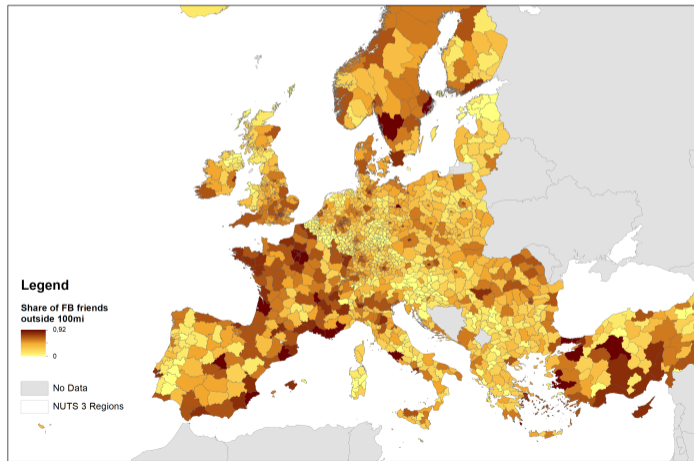 Legend
Share of FB friends
outside 100mi
0.92
0
No Data
NUTS 3 Regions